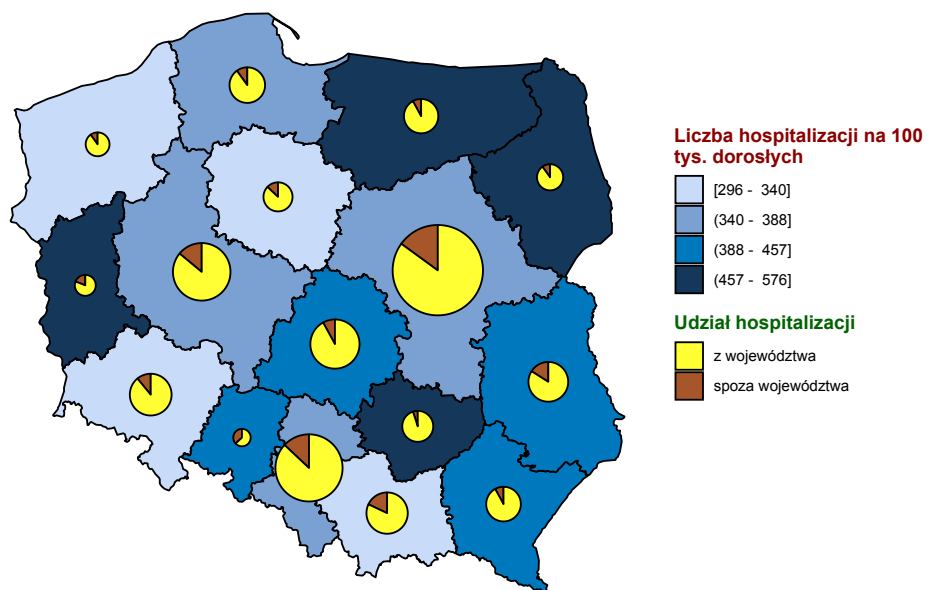 Liczba hospitalizacji na 100
tys. dorosłych
[296 - 340]
(340 - 388]
(388 - 457]
(457 - 576]
Udział hospitalizacji
z województwa
spoza województwa